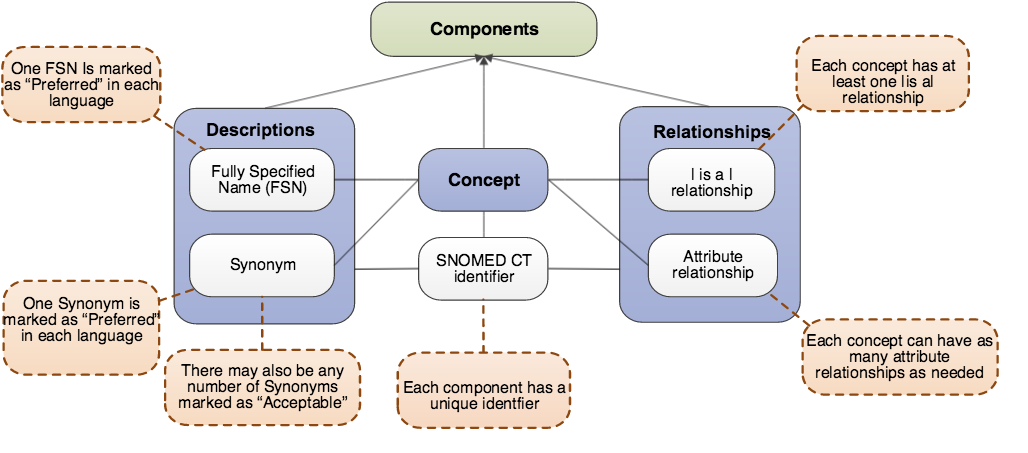 Components
One FSN Is marked
as “Preferred” in each
language
Each concept has at
least one lis al
relationship
Descriptions
Relationships
Fully Specified
Name (FSN)
Concept
l is a l
relationship
Synonym
SNOMED CT
identifier
Attribute
relationship
One Synonym is
marked as “Preferred”
in each language
There may also be any
number of Synonyms
marked as “Acceptable”
Each component has a
unique identfier
Each concept can have as
many attribute
relationships as needed